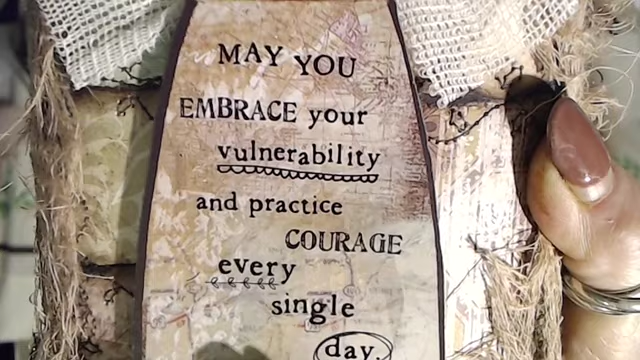 MAY YOU
EMBRACE your
vulnerability
and practice
COURAGE
every
single
day.